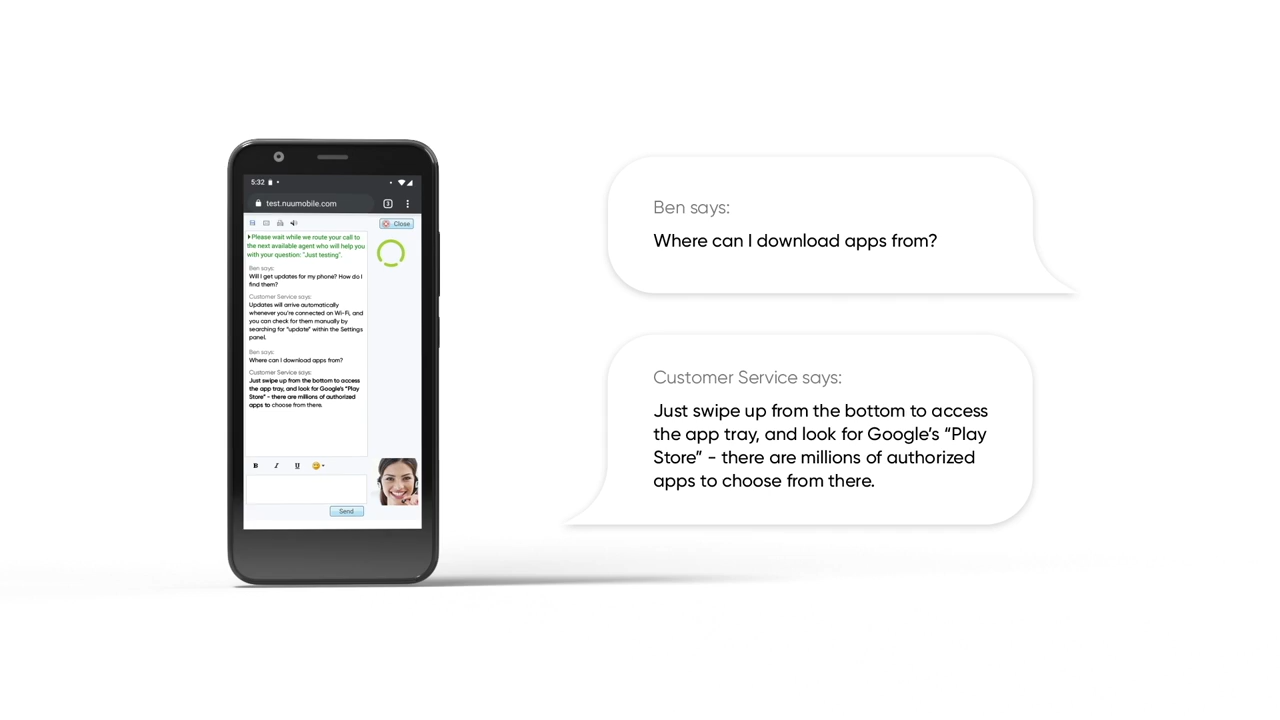 5:32
test.nuumobile.com
3
Close
Please wait while we route your call to
the next available agent who will help you
with your question: "Just testing".
Ben says:
Will I get updates for my phone? How do I
find them?
Customer Service says:
Updates will arrive automatically
whenever you're connected on Wi-Fi, and
you can check for them manually by
searching for "update" within the Settings
panel.
Ben says:
Where can I download apps from?
Customer Service says:
Just swipe up from the bottom to access
the app tray, and look for Google's "Play
Store" - there are millions of authorized
apps to choose from there.
B I U
Send
Ben says:
Where can I download apps from?
Customer Service says:
Just swipe up from the bottom to access
the app tray, and look for Google’s “Play
Store” - there are millions of authorized
apps to choose from there.